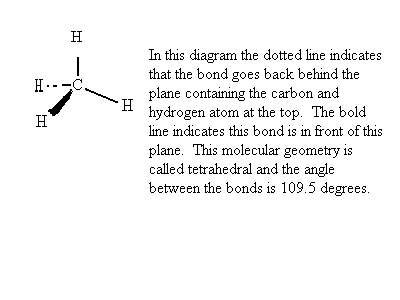 H
H C
H
H
In this diagram the dotted line indicates
that the bond goes back behind the
plane containing the carbon and
hydrogen atom at the top. The bold
line indicates this bond is in front of this
plane. This molecular geometry is
called tetrahedral and the angle
between the bonds is 109.5 degrees.